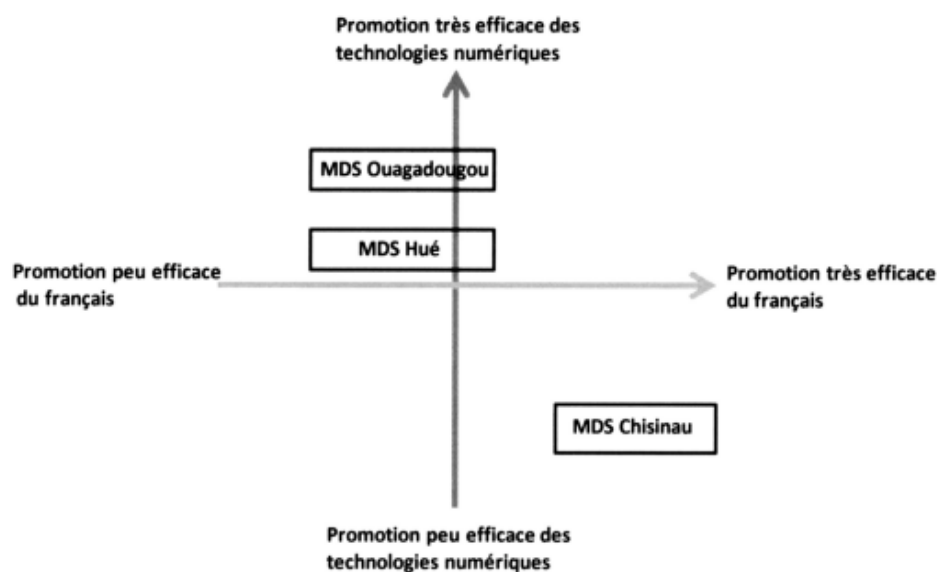 Promotion très efficace des
technologies numériques
MDS Ouagadougou
MDS Hué
Promotion peu efficace
du français
Promotion très efficace
du français
MDS Chisinau
Promotion peu efficace des
technologies numériques